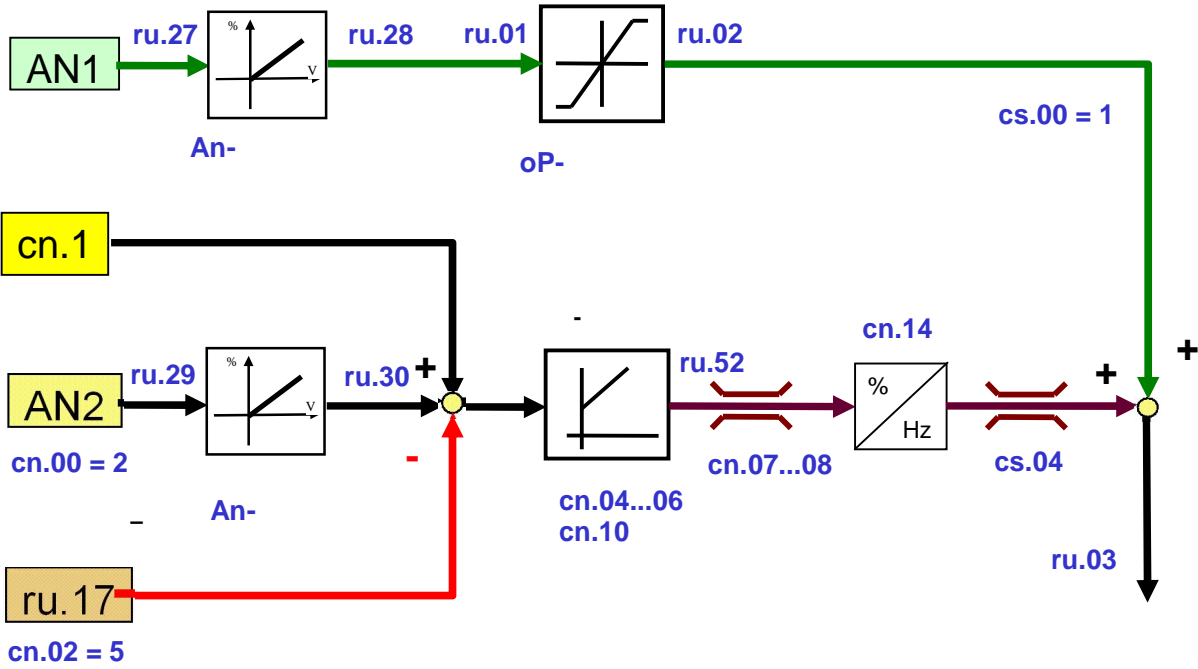 ru.27
ru.28
ru.01
ru.02
AN1
%
V
An-
oP-
cs.00 = 1
cn.1
-
cn.14
+
ru.29
%
V
ru.30
+
ru.52
+
AN2
%
Hz
cn.00 = 2
-
cn.07...08
cs.04
An-
cn.04...06
cn.10
–
ru.03
ru.17
cn.02 = 5